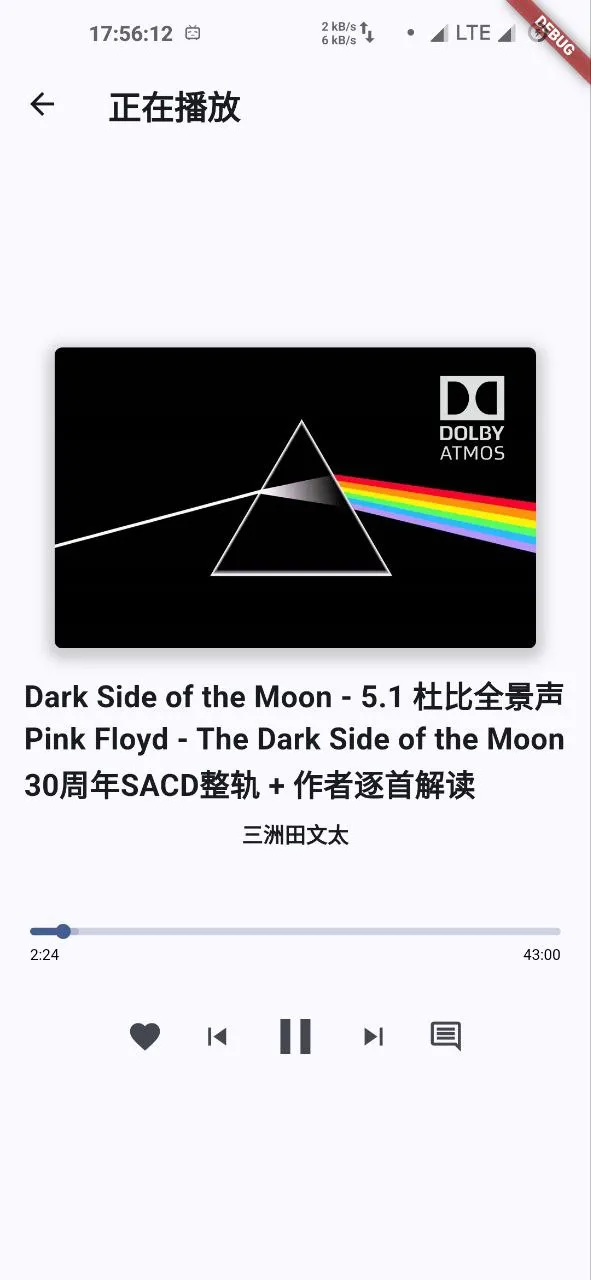 17:56:12
2 kB/s
6 kB/s
LTE
DEBUG
正在播放
DOLBY
ATMOS
Dark Side of the Moon - 5.1 杜比全景声
Pink Floyd - The Dark Side of the Moon
30周年SACD整轨 + 作者逐首解读
三洲田文太
2:24
43:00